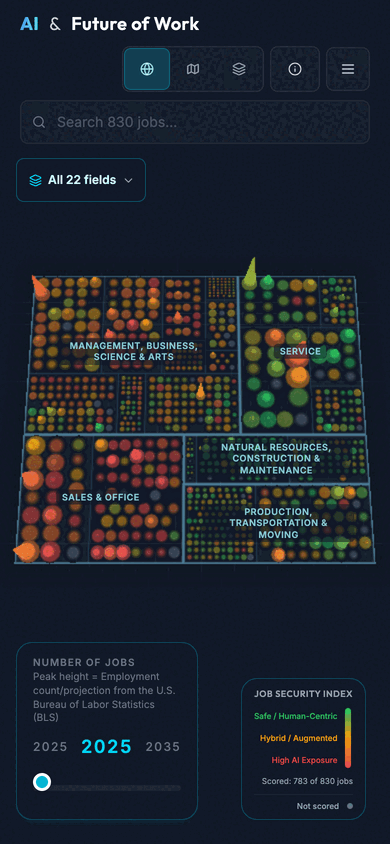 AI & Future of Work
Search 830 jobs...
All 22 fields
MANAGEMENT, BUSINESS,
SCIENCE & ARTS
SERVICE
NATURAL RESOURCES,
CONSTRUCTION &
MAINTENANCE
SALES & OFFICE
PRODUCTION,
TRANSPORTATION &
MOVING
NUMBER OF JOBS
Peak height = Employment
count/projection from the U.S.
Bureau of Labor Statistics
(BLS)
2025 2025 2035
JOB SECURITY INDEX
Safe / Human-Centric
Hybrid / Augmented
High AI Exposure
Scored: 783 of 830 jobs
Not scored